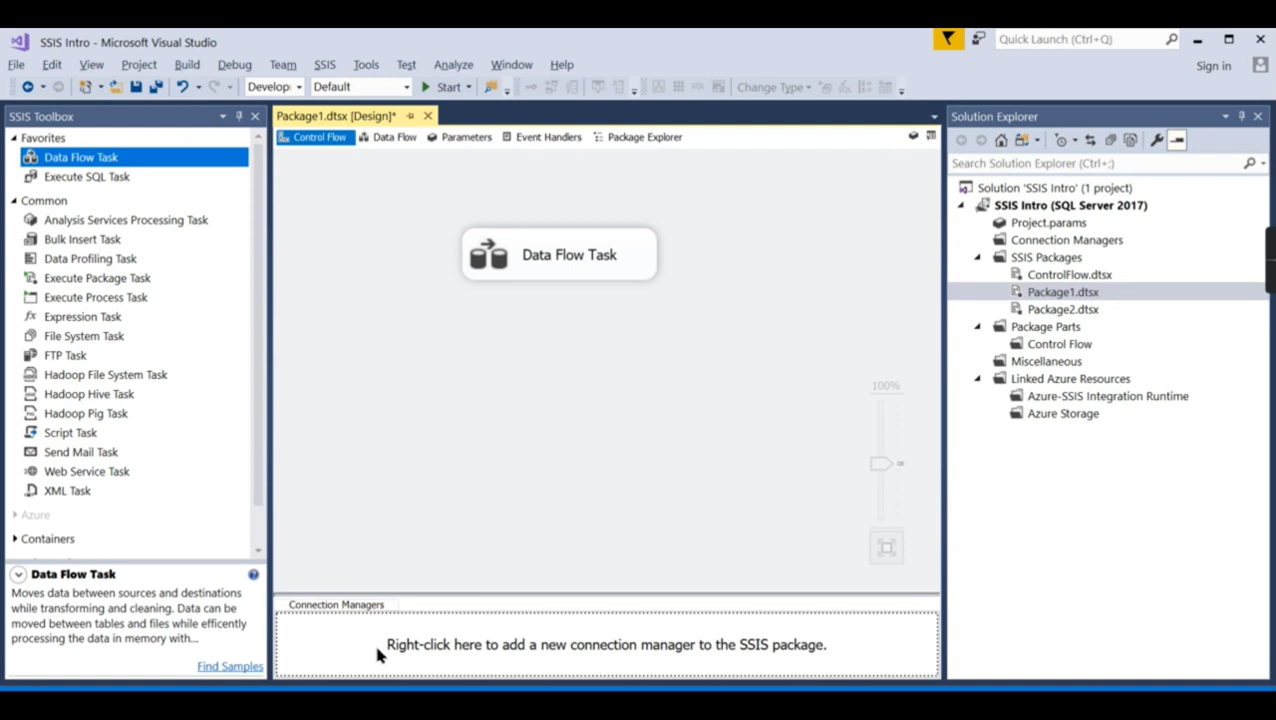 SSIS Intro - Microsoft Visual Studio
Quick Launch (Ctrl+Q)
File Edit View Project Build Debug Team SSIS Tools Test Analyze Window Help
Sign in
Develop Default Start Change Type
SSIS Toolbox
Favorites
Data Flow Task
Execute SQL Task
Common
Analysis Services Processing Task
Bulk Insert Task
Data Profiling Task
Execute Package Task
Execute Process Task
Expression Task
File System Task
FTP Task
Hadoop File System Task
Hadoop Hive Task
Hadoop Pig Task
Script Task
Send Mail Task
Web Service Task
XML Task
Azure
Containers
Data Flow Task
Moves data between sources and destinations
while transforming and cleaning. Data can be
moved between tables and files while efficently
processing the data in memory with...
Find Samples
Package1.dtsx [Design]*
Control Flow Data Flow Parameters Event Handlers Package Explorer
Data Flow Task
100%
Connection Managers
Right-click here to add a new connection manager to the SSIS package.
Solution Explorer
Search Solution Explorer (Ctrl+;)
Solution 'SSIS Intro' (1 project)
SSIS Intro (SQL Server 2017)
Project.params
Connection Managers
SSIS Packages
ControlFlow.dtsx
Package1.dtsx
Package2.dtsx
Package Parts
Control Flow
Miscellaneous
Linked Azure Resources
Azure-SSIS Integration Runtime
Azure Storage